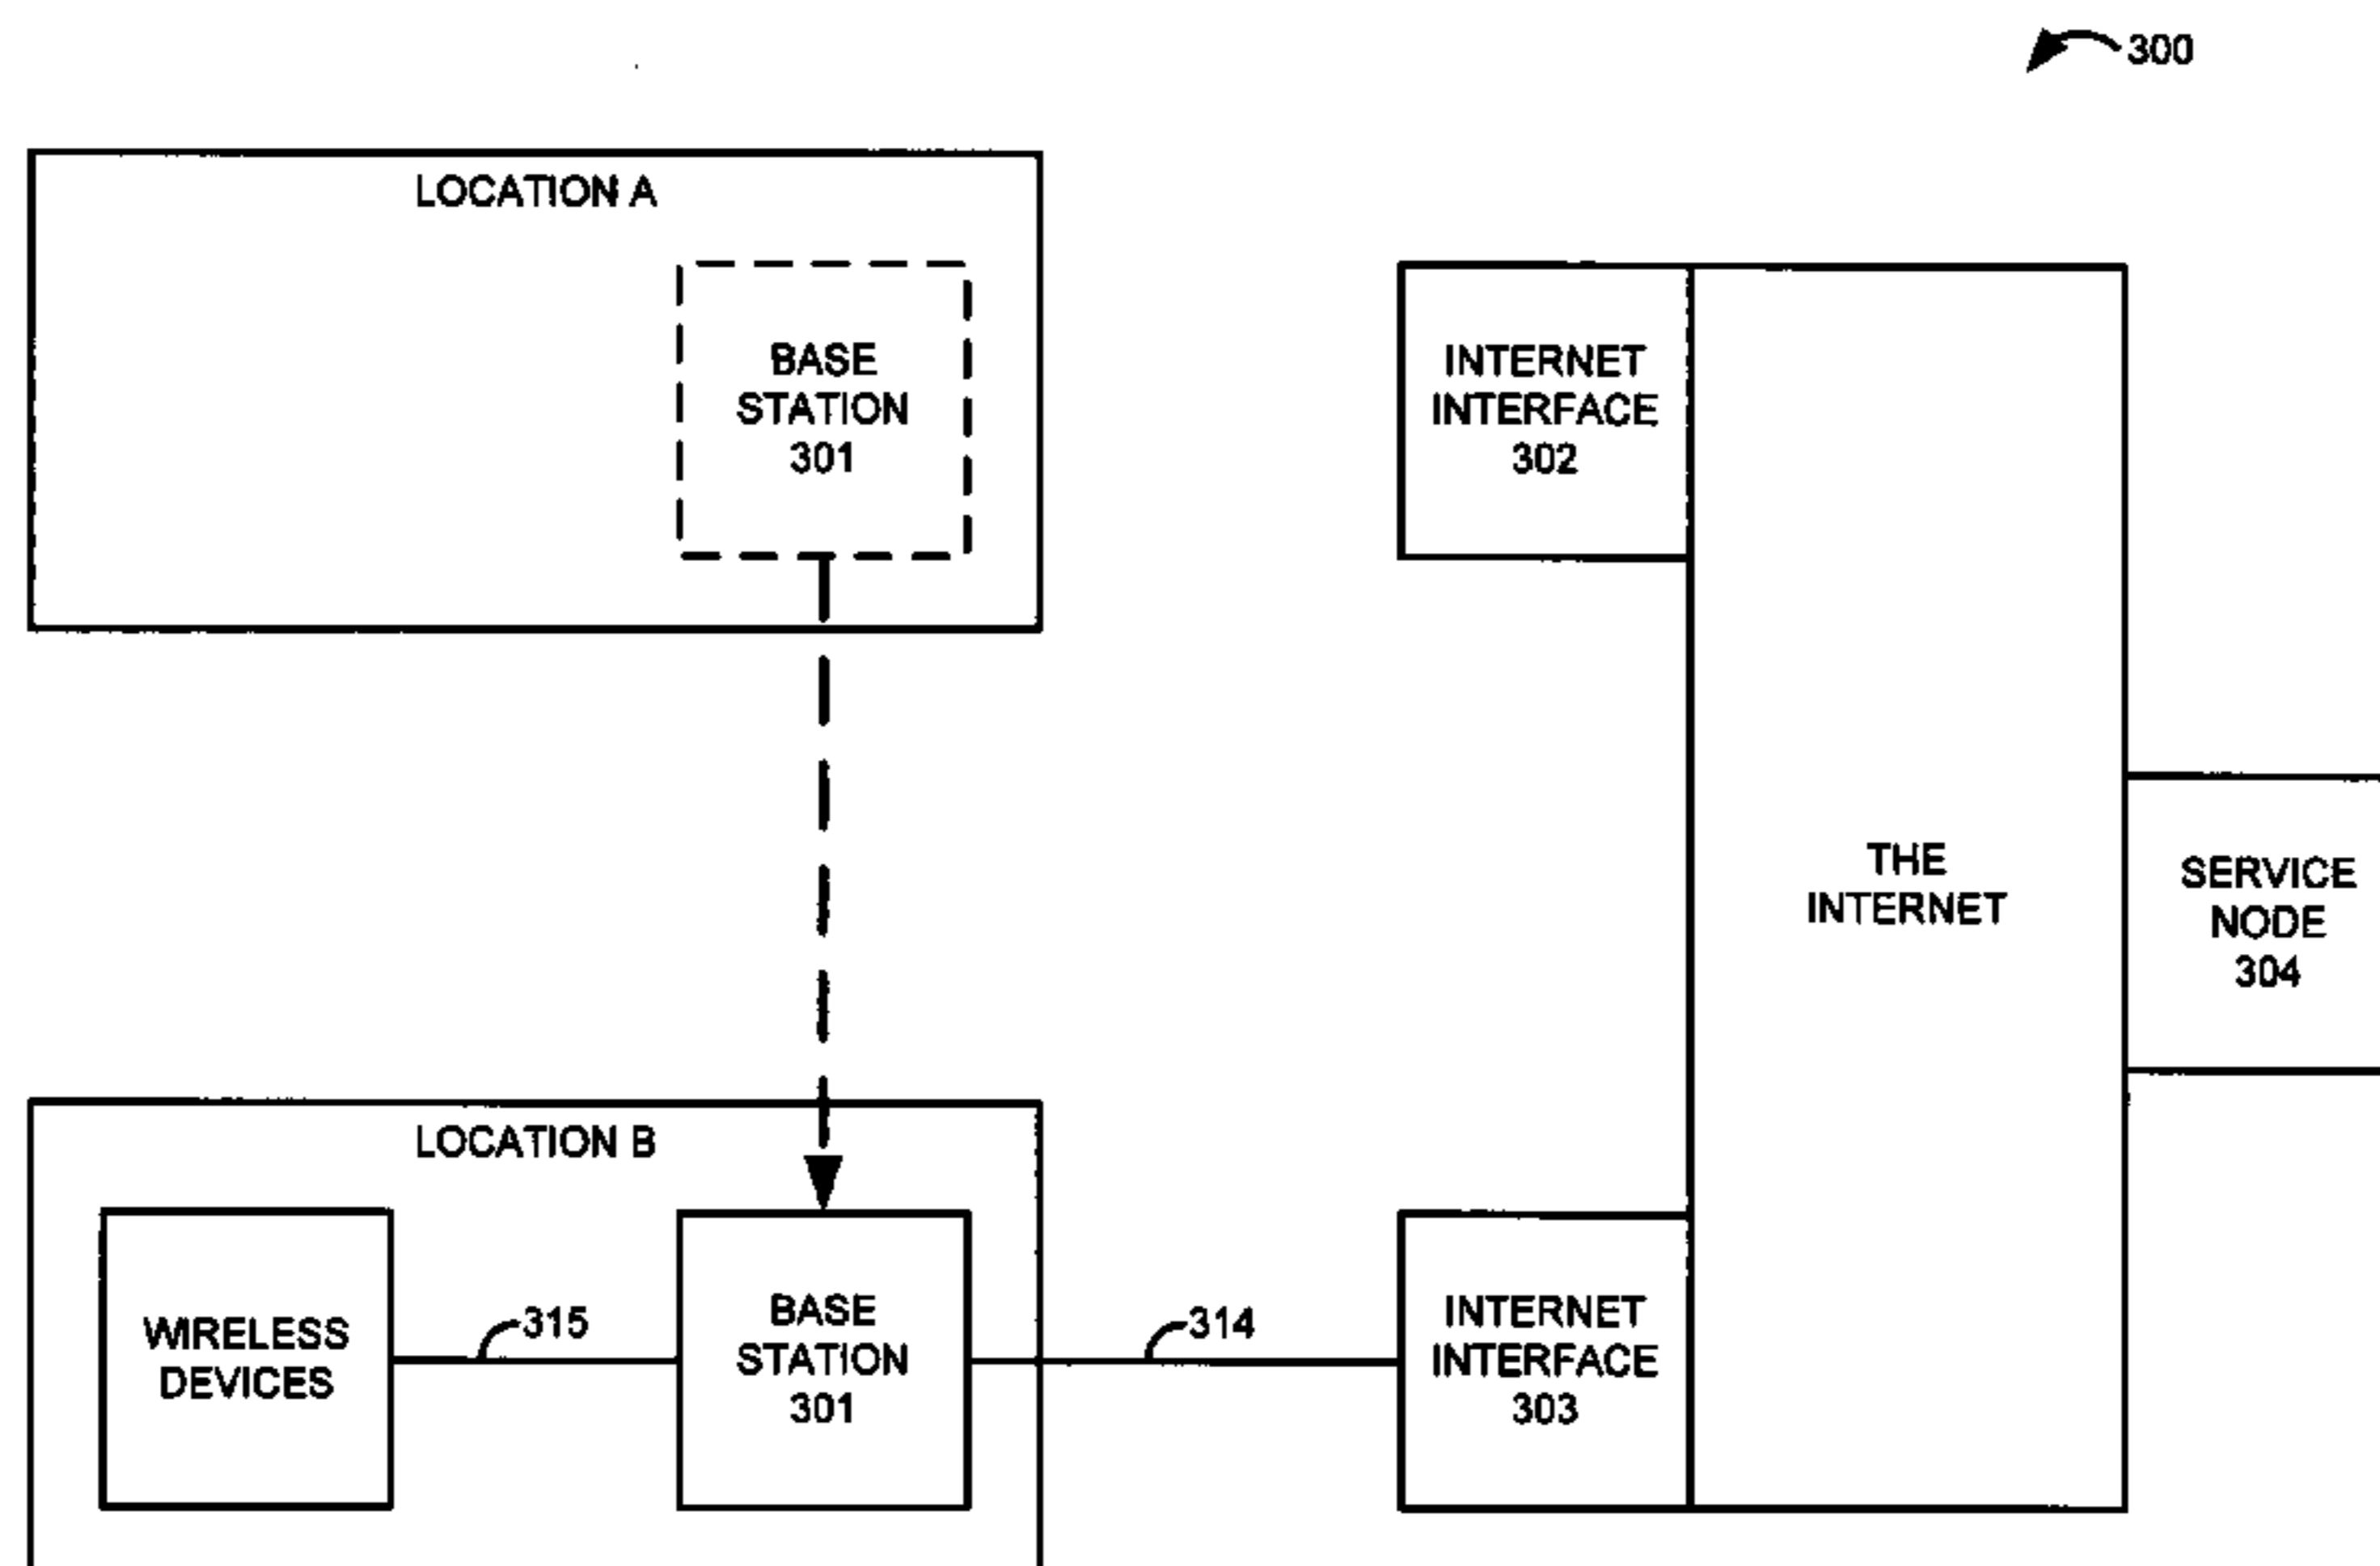 300
LOCATION A
BASE
STATION
301
INTERNET
INTERFACE
302
THE
INTERNET
SERVICE
NODE
304
LOCATION B
WIRELESS
DEVICES
315
BASE
STATION
301
314
INTERNET
INTERFACE
303